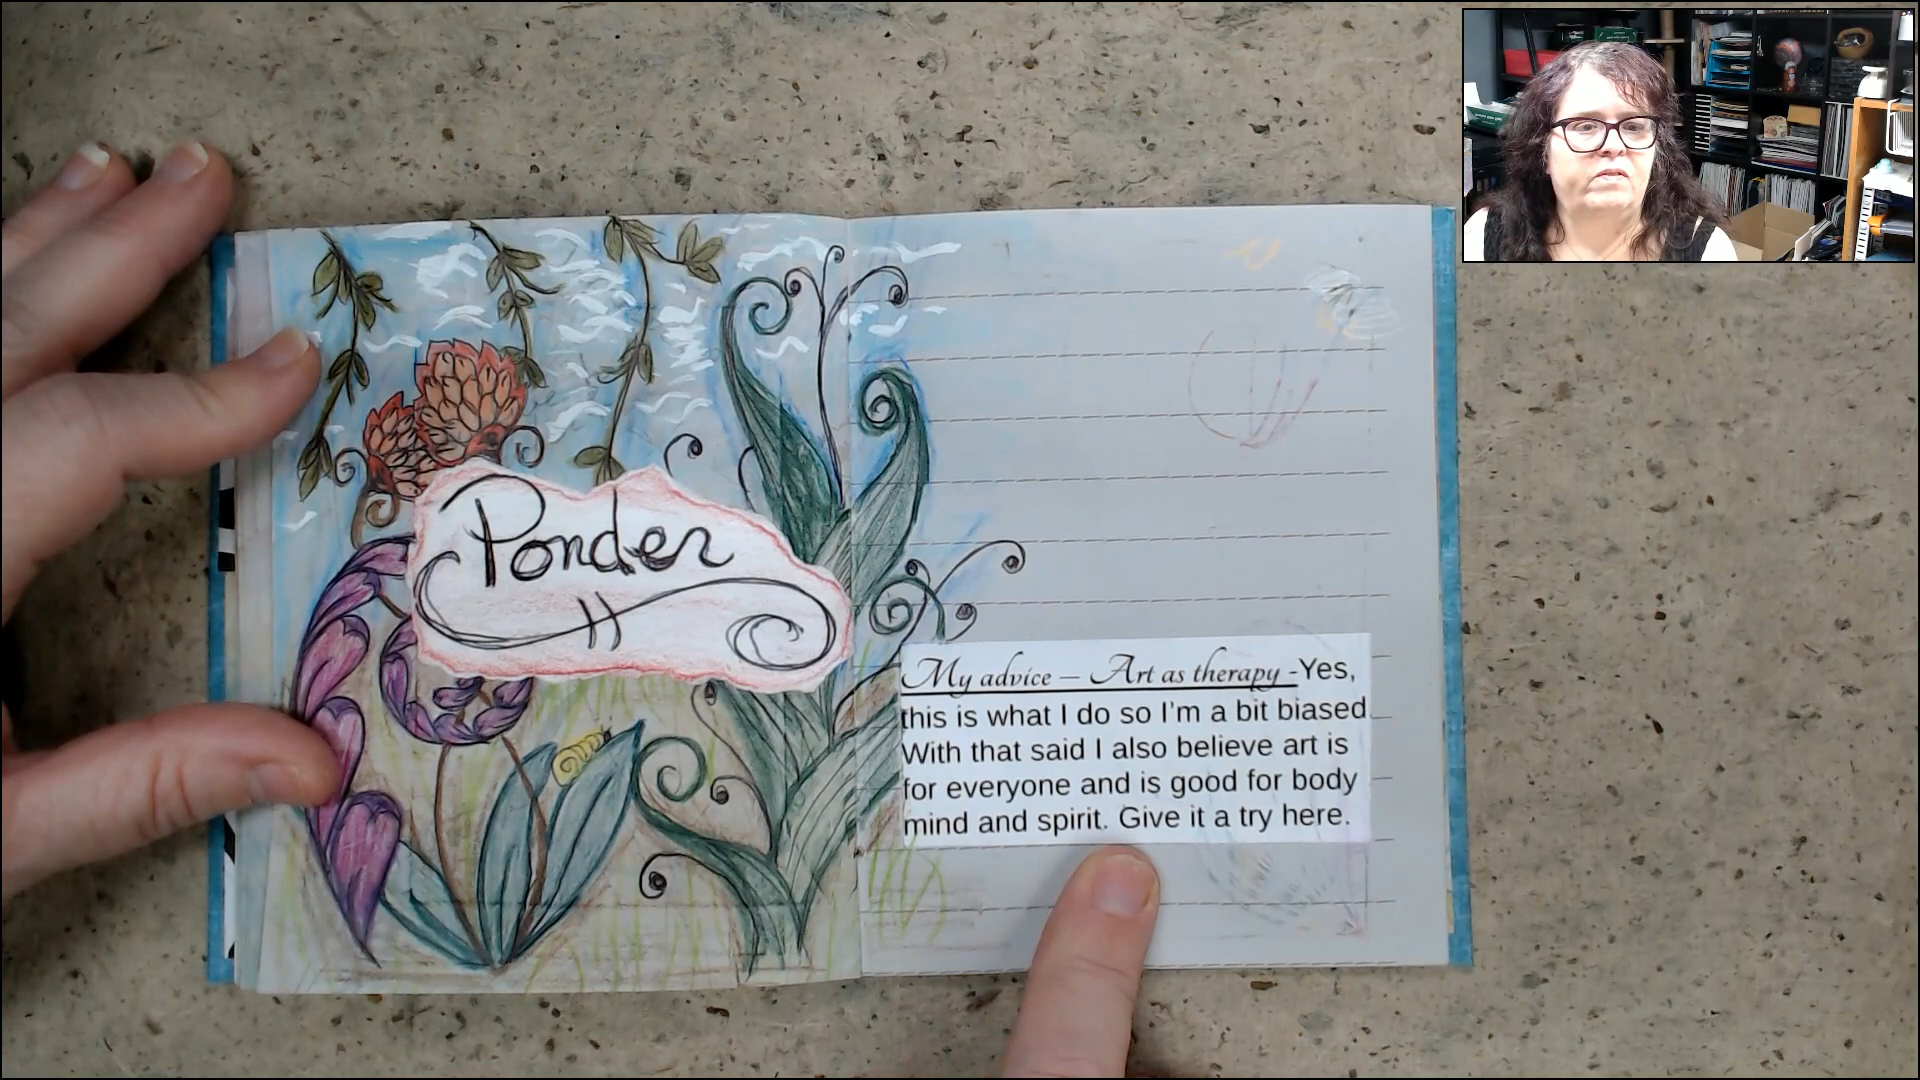 Ponder
My advice – Art as therapy -Yes,
this is what I do so I'm a bit biased
With that said I also believe art is
for everyone and is good for body
mind and spirit. Give it a try here.